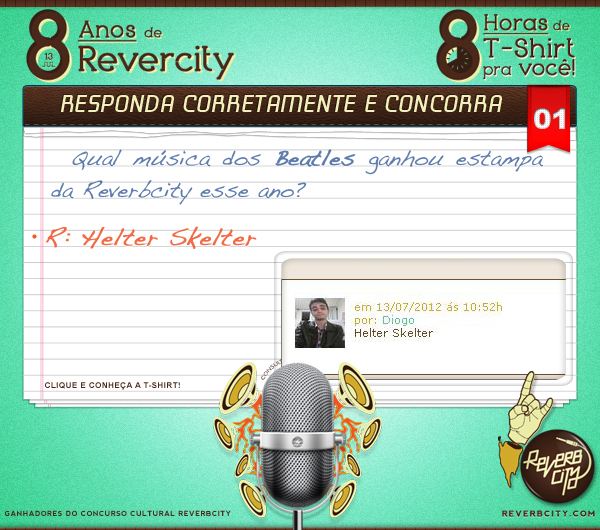 8 Anos de
Revercity
13
JUL
8 Horas de
T-Shirt
pra você!
RESPONDA CORRETAMENTE E CONCORRA
01
Qual música dos Beatles ganhou estampa
da Reverbcity esse ano?
• R: Helter Skelter
em 13/07/2012 ás 10:52h
por: Diogo
Helter Skelter
CLIQUE E CONHEÇA A T-SHIRT!
REVERB
CITY
GANHADORES DO CONCURSO CULTURAL REVERBCITY
REVERBCITY.COM